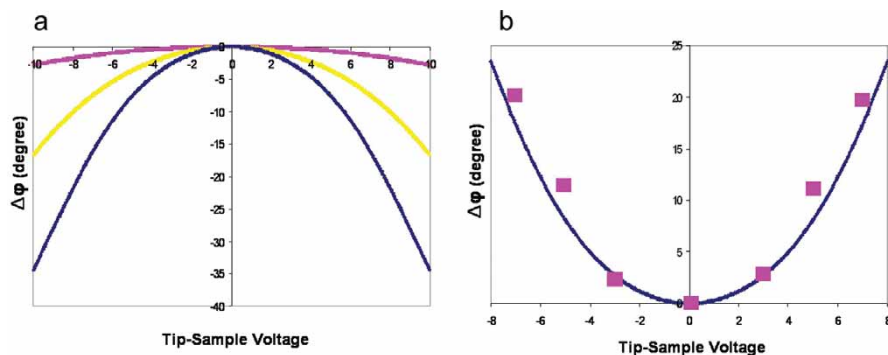 a
-10 -8 -6 -4 -2 0 2 4 6 8 10
0
-5
-10
-15
-20
-25
-30
-35
-40
Δφ (degree)
Tip-Sample Voltage
b
25
20
15
10
5
0
-8 -6 -4 -2 0 2 4 6 8
Δφ (degree)
Tip-Sample Voltage